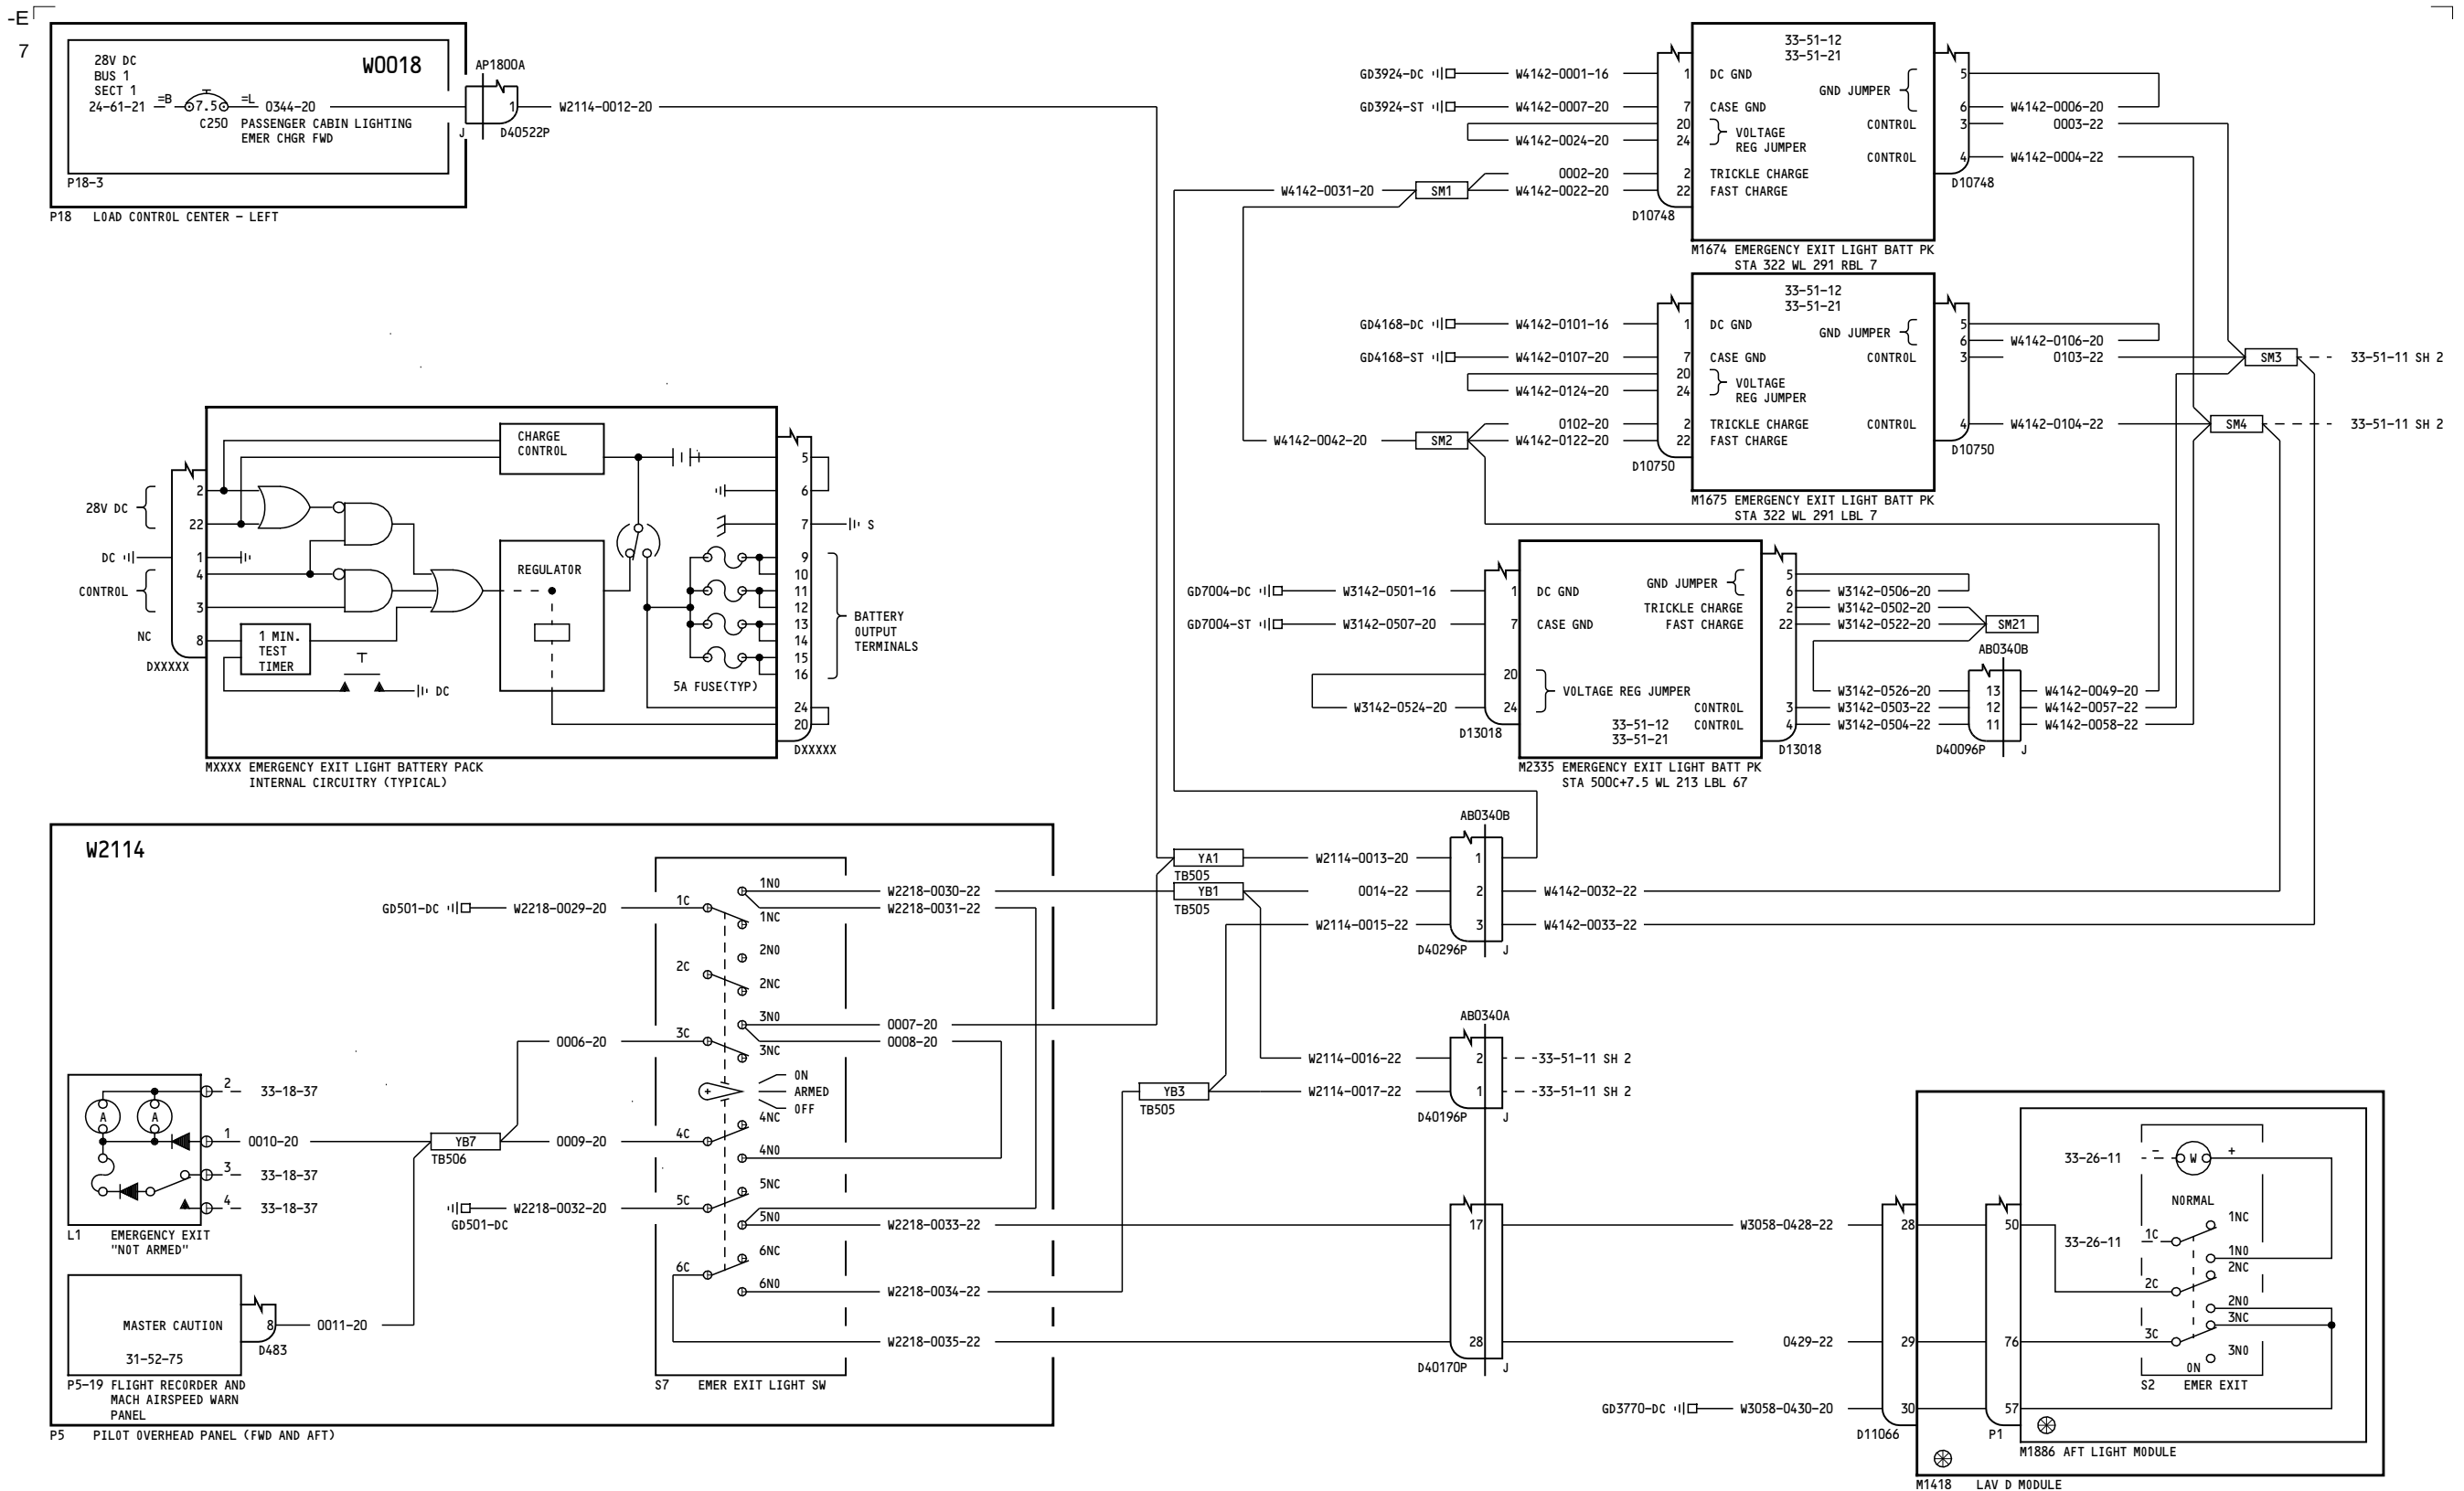 -E
7
28V DC
BUS 1
SECT 1
24-61-21
=B
7.5
=L
0344-20
C250
PASSENGER CABIN LIGHTING
EMER CHGR FWD
W0018
P18-3
P18 LOAD CONTROL CENTER - LEFT
AP1800A
1
J
D40522P
W2114-0012-20
GD3924-DC
W4142-0001-16
1
DC GND
GD3924-ST
W4142-0007-20
7
CASE GND
20
24
W4142-0024-20
VOLTAGE
REG JUMPER
0002-20
2
TRICKLE CHARGE
W4142-0031-20
SM1
W4142-0022-20
22
FAST CHARGE
D10748
33-51-12
33-51-21
GND JUMPER
CONTROL
CONTROL
5
6
W4142-0006-20
3
0003-22
4
W4142-0004-22
D10748
M1674 EMERGENCY EXIT LIGHT BATT PK
STA 322 WL 291 RBL 7
GD4168-DC
W4142-0101-16
1
DC GND
GD4168-ST
W4142-0107-20
7
CASE GND
20
24
W4142-0124-20
VOLTAGE
REG JUMPER
0102-20
2
TRICKLE CHARGE
W4142-0042-20
SM2
W4142-0122-20
22
FAST CHARGE
D10750
33-51-12
33-51-21
GND JUMPER
CONTROL
CONTROL
5
6
W4142-0106-20
3
0103-22
SM3
33-51-11 SH 2
4
W4142-0104-22
SM4
33-51-11 SH 2
D10750
M1675 EMERGENCY EXIT LIGHT BATT PK
STA 322 WL 291 LBL 7
GD7004-DC
W3142-0501-16
1
DC GND
GD7004-ST
W3142-0507-20
7
CASE GND
20
24
W3142-0524-20
VOLTAGE REG JUMPER
D13018
GND JUMPER
TRICKLE CHARGE
FAST CHARGE
CONTROL
CONTROL
33-51-12
33-51-21
5
6
W3142-0506-20
2
W3142-0502-20
22
W3142-0522-20
SM21
AB0340B
W3142-0526-20
13
W4142-0049-20
3
W3142-0503-22
12
W4142-0057-22
4
W3142-0504-22
11
W4142-0058-22
D13018
D40096P
J
M2335 EMERGENCY EXIT LIGHT BATT PK
STA 500C+7.5 WL 213 LBL 67
28V DC
2
22
DC
1
4
CONTROL
3
NC
8
DXXXXX
CHARGE
CONTROL
1 MIN.
TEST
TIMER
DC
REGULATOR
5A FUSE(TYP)
5
6
7
S
9
10
11
12
13
14
15
16
24
20
BATTERY
OUTPUT
TERMINALS
DXXXXX
MXXXX EMERGENCY EXIT LIGHT BATTERY PACK
INTERNAL CIRCUITRY (TYPICAL)
W2114
GD501-DC
W2218-0029-20
1C
1NO
1NC
2C
2NO
2NC
3C
3NO
3NC
ON
ARMED
OFF
4C
4NC
4NO
5C
5NC
5NO
6C
6NC
6NO
W2218-0030-22
W2218-0031-22
0006-20
0007-20
0008-20
A
A
2
33-18-37
1
0010-20
3
33-18-37
4
33-18-37
YB7
TB506
0009-20
W2218-0032-20
GD501-DC
W2218-0033-22
W2218-0034-22
W2218-0035-22
L1 EMERGENCY EXIT
"NOT ARMED"
MASTER CAUTION
31-52-75
8
D483
0011-20
P5-19 FLIGHT RECORDER AND
MACH AIRSPEED WARN
PANEL
S7 EMER EXIT LIGHT SW
P5 PILOT OVERHEAD PANEL (FWD AND AFT)
AB0340B
YA1
TB505
W2114-0013-20
1
YB1
TB505
0014-22
2
W4142-0032-22
W2114-0015-22
3
W4142-0033-22
D40296P
J
AB0340A
W2114-0016-22
2
-33-51-11 SH 2
YB3
TB505
W2114-0017-22
1
-33-51-11 SH 2
D40196P
J
17
28
D40170P
J
W3058-0428-22
28
0429-22
29
GD3770-DC
W3058-0430-20
30
D11066
50
76
57
P1
33-26-11
-
W
+
NORMAL
33-26-11
1C
1NC
1NO
2NC
2C
2NO
3NC
3C
3NO
ON
S2 EMER EXIT
M1886 AFT LIGHT MODULE
M1418 LAV D MODULE